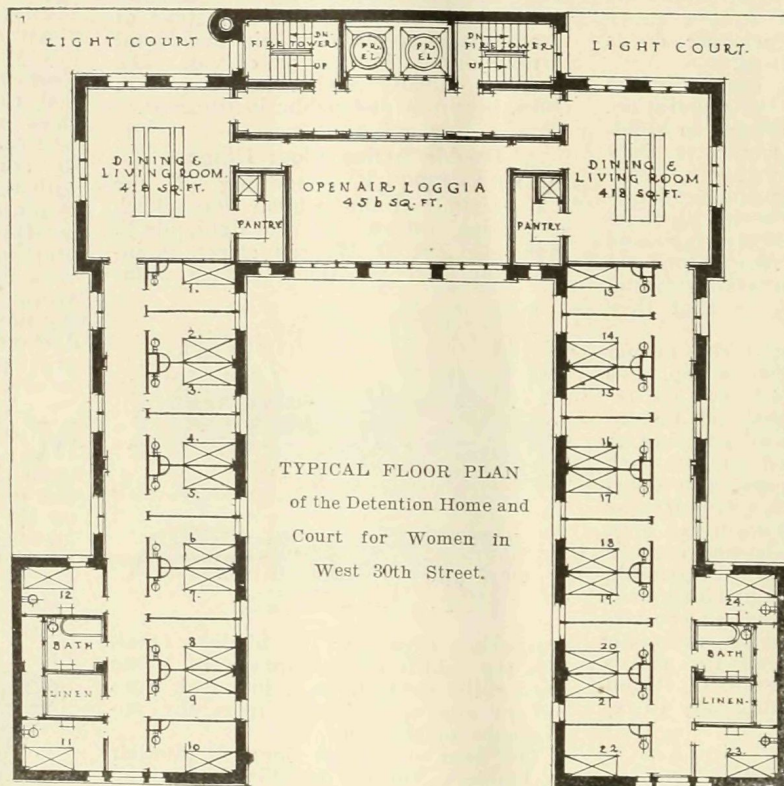 LIGHT COURT
DN
FIRE TOWER
UP
PR.
EL.
PR.
EL.
DN
FIRE TOWER
UP
LIGHT COURT.
DINING &
LIVING ROOM.
418 SQ. FT.
OPEN AIR LOGGIA
456 SQ. FT.
DINING &
LIVING ROOM
418 SQ. FT.
PANTRY
PANTRY
1.
2.
3.
4.
5.
6
7.
8
9
10
11
12
BATH
LINEN
TYPICAL FLOOR PLAN
of the Detention Home and
Court for Women in
West 30th Street.
13
14.
15
16
17
18
19.
20
21
22.
23.
24.
BATH
LINEN-